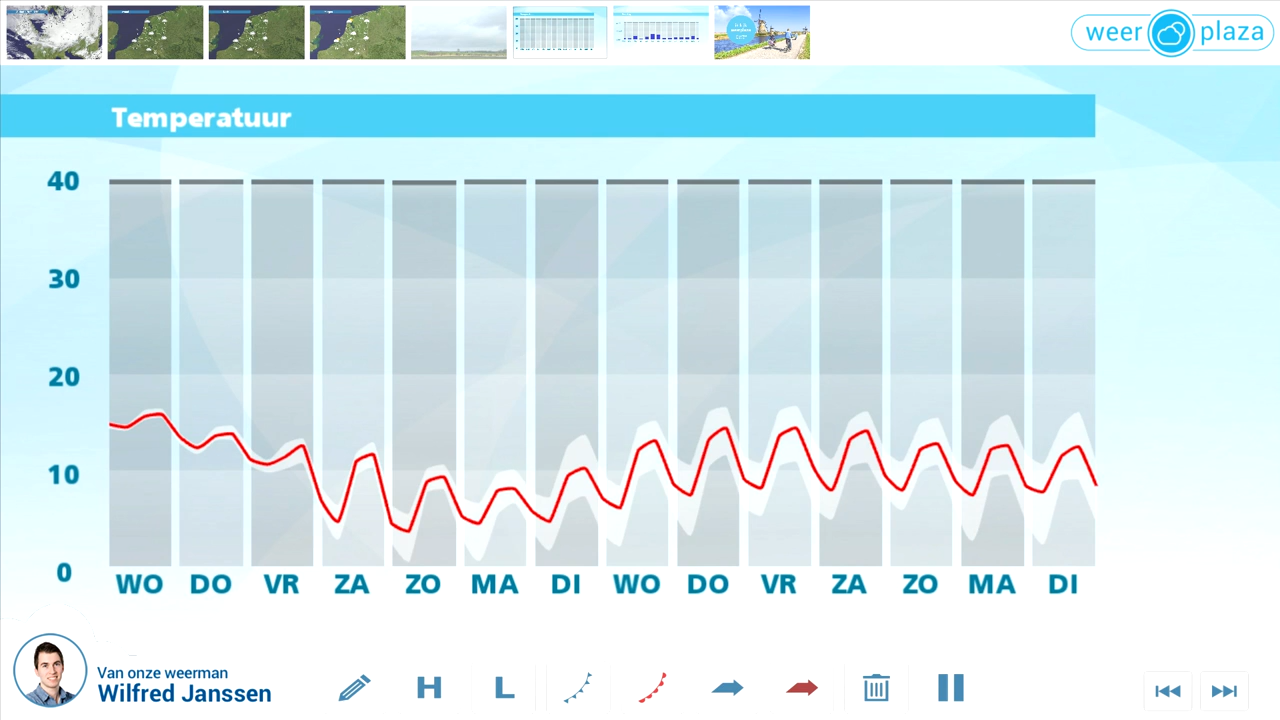 weer plaza
Temperatuur
40
30
20
10
0
WO DO VR ZA ZO MA DI WO DO VR ZA ZO MA DI
Van onze weerman
Wilfred Janssen
H L